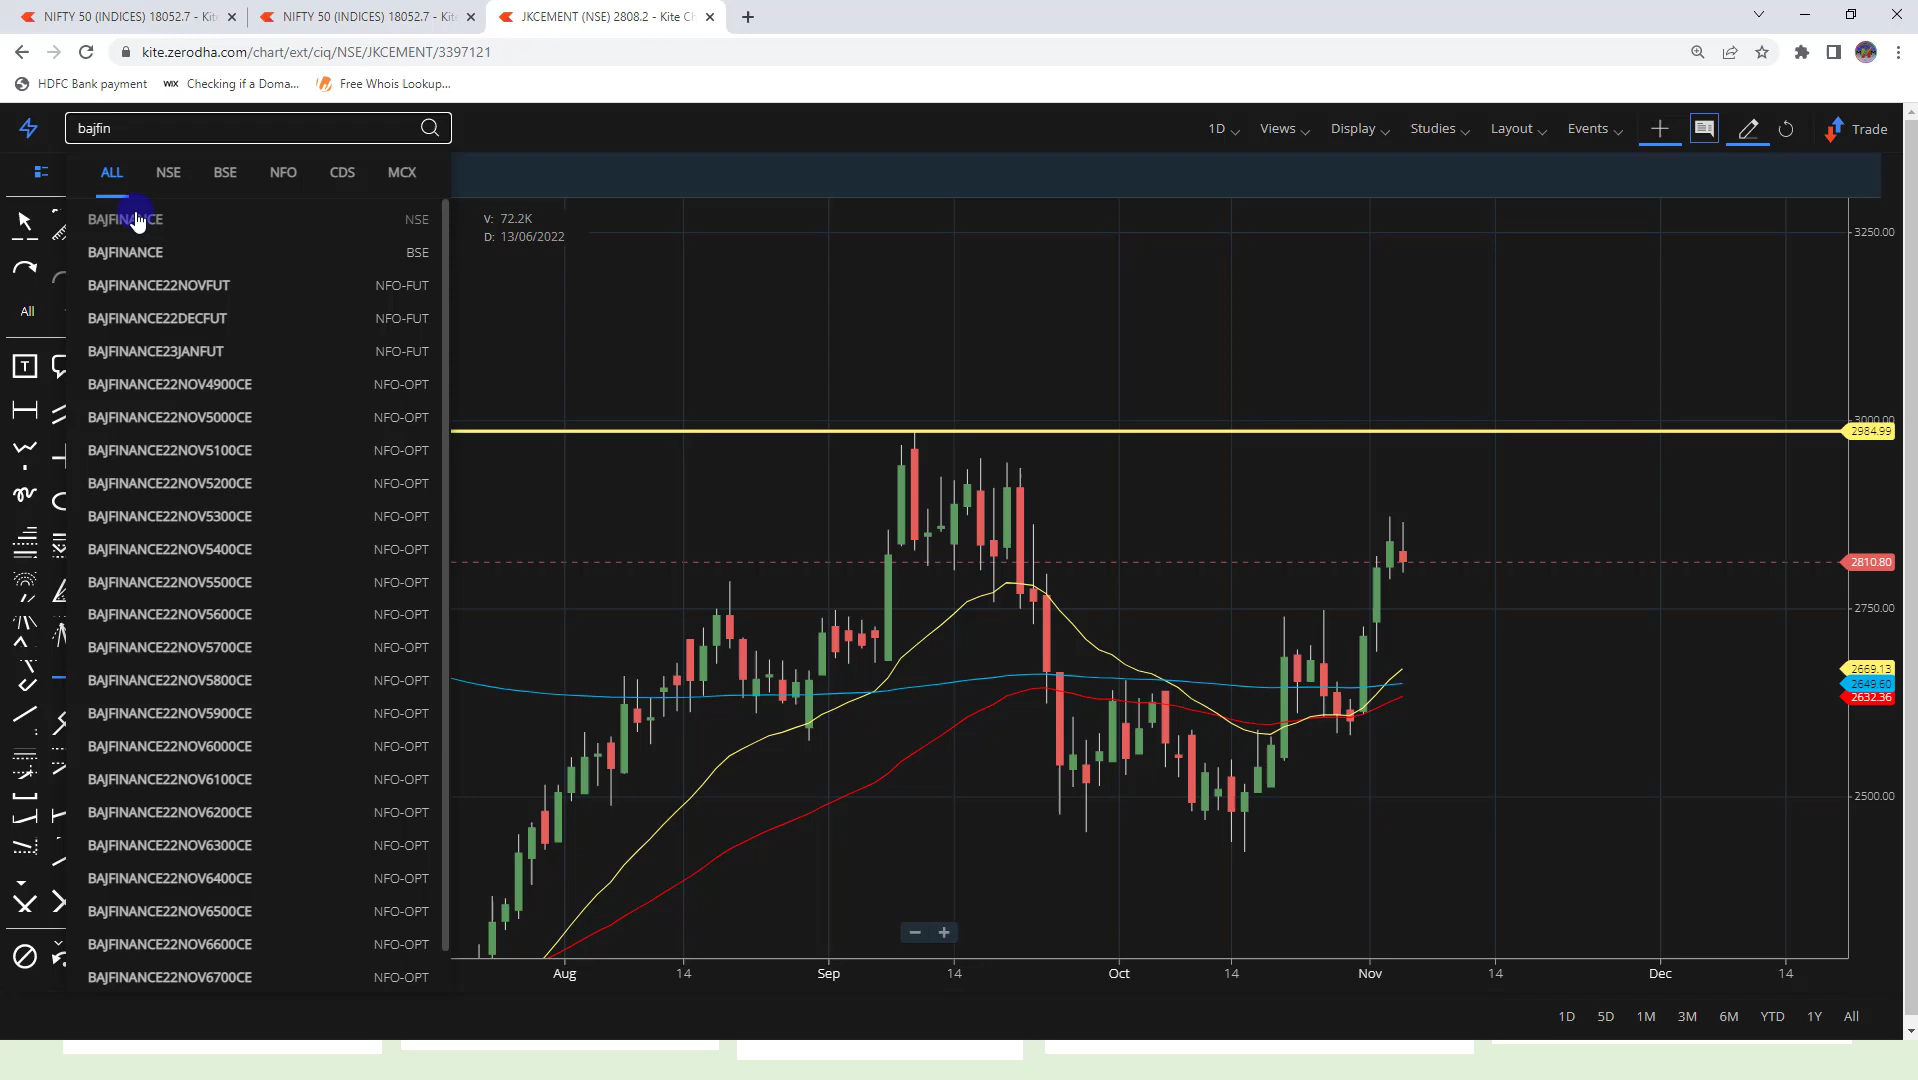 NIFTY 50 (INDICES) 18052.7 - Kit
NIFTY 50 (INDICES) 18052.7 - Kit
JKCEMENT (NSE) 2808.2 - Kite Ch
kite.zerodha.com/chart/ext/ciq/NSE/JKCEMENT/3397121
HDFC Bank payment
WIX
Checking if a Doma...
Free Whois Lookup...
bajfin
1D
Views
Display
Studies
Layout
Events
Trade
ALL
NSE
BSE
NFO
CDS
MCX
BAJFINANCE NSE
BAJFINANCE BSE
BAJFINANCE22NOVFUT NFO-FUT
BAJFINANCE22DECFUT NFO-FUT
BAJFINANCE23JANFUT NFO-FUT
BAJFINANCE22NOV4900CE NFO-OPT
BAJFINANCE22NOV5000CE NFO-OPT
BAJFINANCE22NOV5100CE NFO-OPT
BAJFINANCE22NOV5200CE NFO-OPT
BAJFINANCE22NOV5300CE NFO-OPT
BAJFINANCE22NOV5400CE NFO-OPT
BAJFINANCE22NOV5500CE NFO-OPT
BAJFINANCE22NOV5600CE NFO-OPT
BAJFINANCE22NOV5700CE NFO-OPT
BAJFINANCE22NOV5800CE NFO-OPT
BAJFINANCE22NOV5900CE NFO-OPT
BAJFINANCE22NOV6000CE NFO-OPT
BAJFINANCE22NOV6100CE NFO-OPT
BAJFINANCE22NOV6200CE NFO-OPT
BAJFINANCE22NOV6300CE NFO-OPT
BAJFINANCE22NOV6400CE NFO-OPT
BAJFINANCE22NOV6500CE NFO-OPT
BAJFINANCE22NOV6600CE NFO-OPT
BAJFINANCE22NOV6700CE NFO-OPT
All
T
V: 72.2K
D: 13/06/2022
3250.00
3000.00
2984.99
2810.80
2750.00
2669.13
2649.60
2632.36
2500.00
Aug
14
Sep
14
Oct
14
Nov
14
Dec
14
1D
5D
1M
3M
6M
YTD
1Y
All